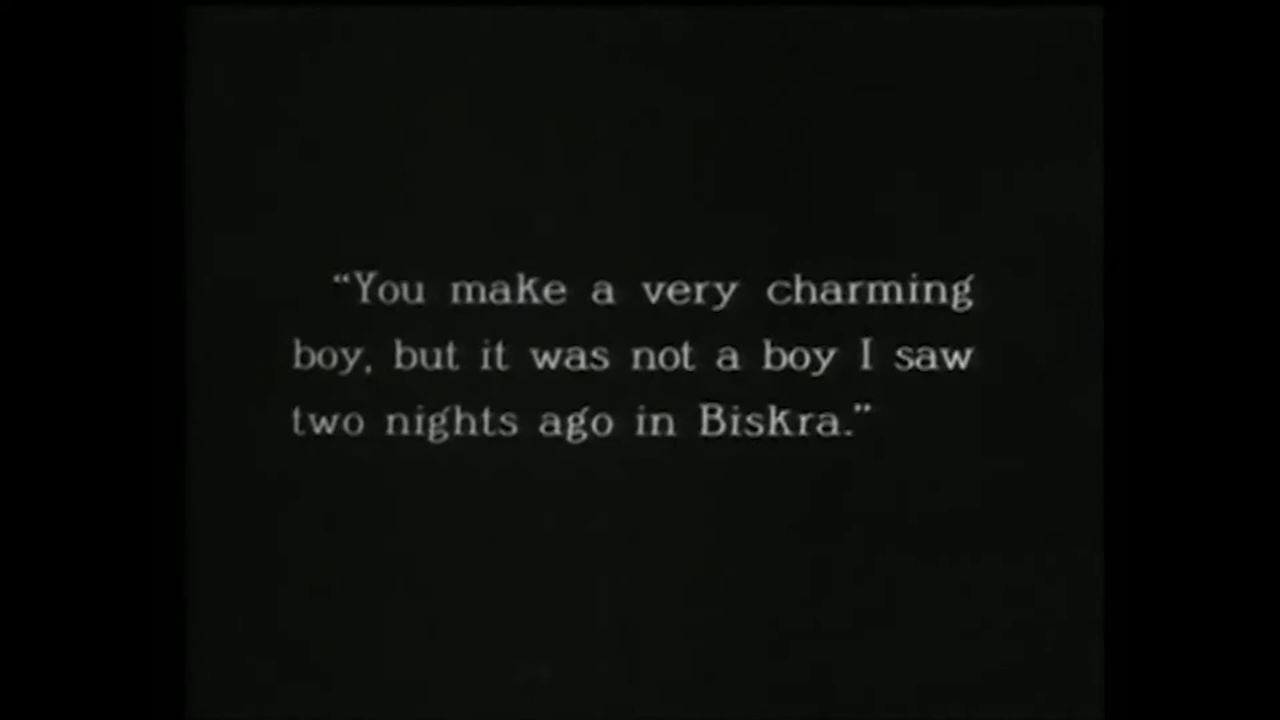 “You make a very charming
boy, but it was not a boy I saw
two nights ago in Biskra.”